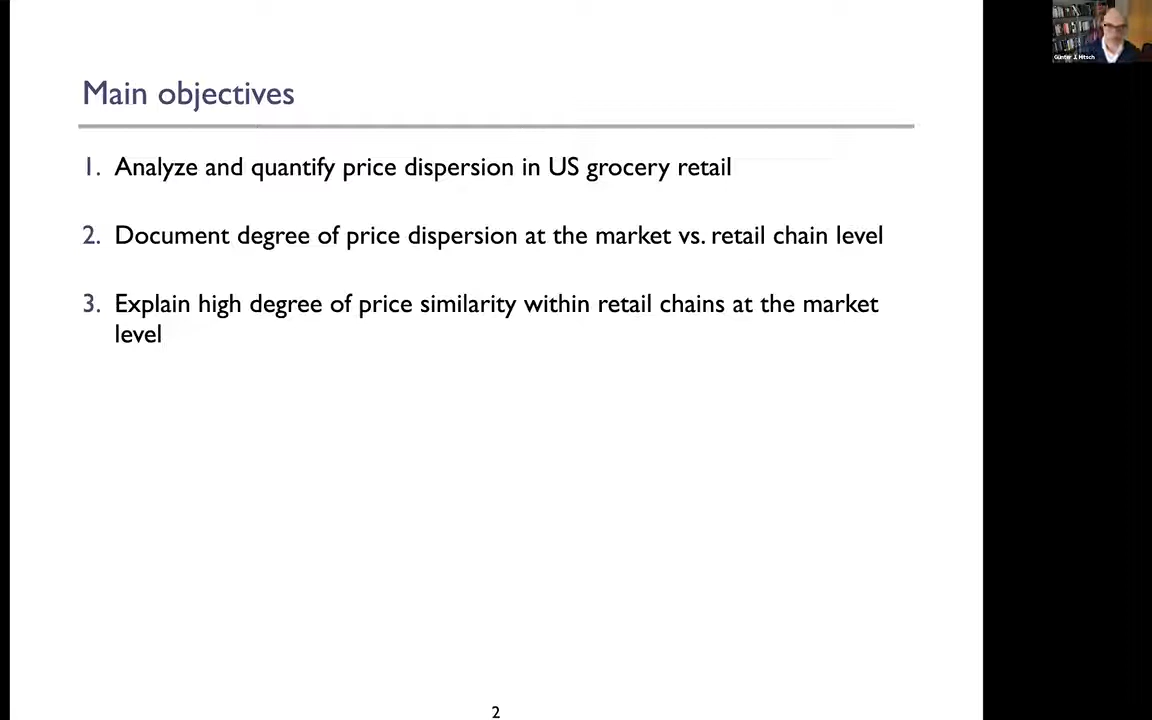 Main objectives
1. Analyze and quantify price dispersion in US grocery retail
2. Document degree of price dispersion at the market vs. retail chain level
3. Explain high degree of price similarity within retail chains at the market
level
2
Günter J. Hitsch